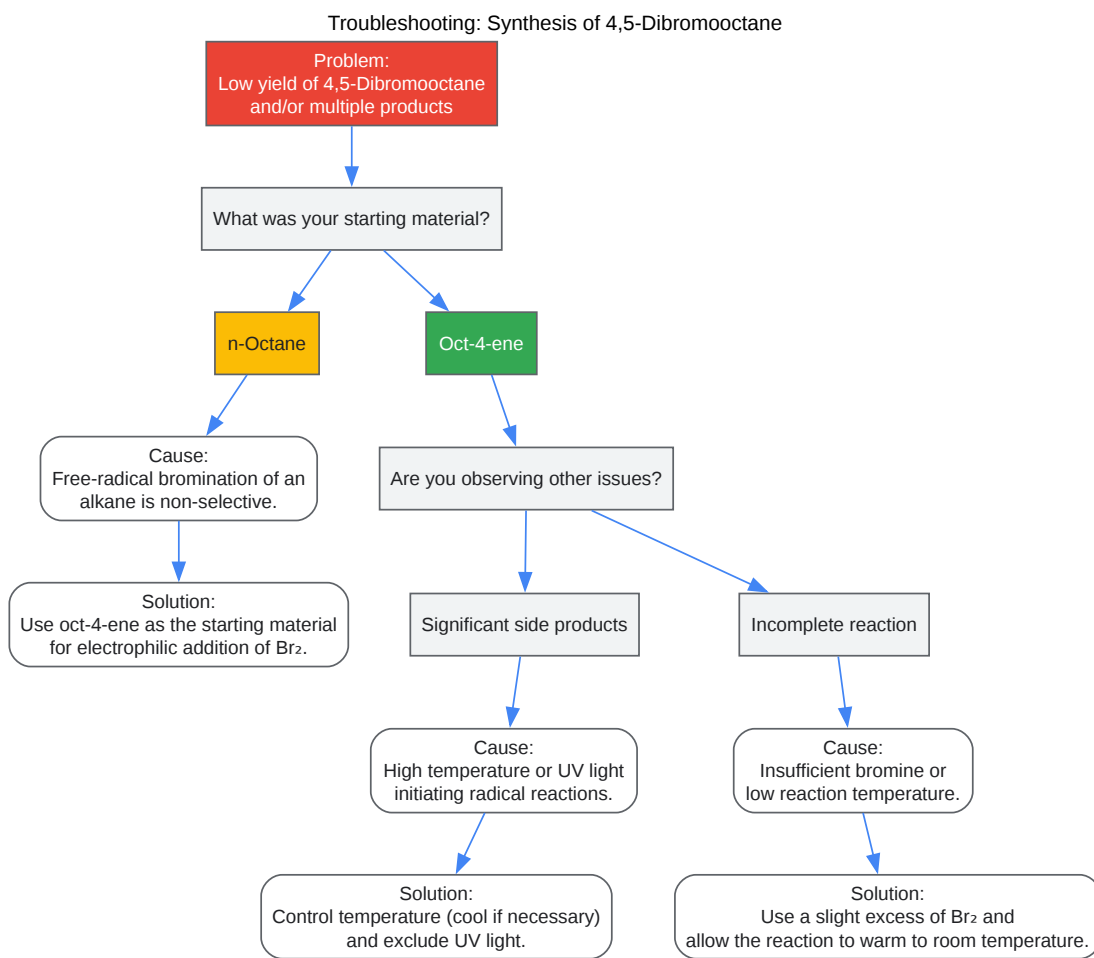 Troubleshooting: Synthesis of 4,5-Dibromooctane
Problem:
Low yield of 4,5-Dibromooctane
and/or multiple products
What was your starting material?
n-Octane
Oct-4-ene
Cause:
Free-radical bromination of an
alkane is non-selective.
Are you observing other issues?
Solution:
Use oct-4-ene as the starting material
for electrophilic addition of Br₂.
Significant side products
Incomplete reaction
Cause:
High temperature or UV light
initiating radical reactions.
Cause:
Insufficient bromine or
low reaction temperature.
Solution:
Control temperature (cool if necessary)
and exclude UV light.
Solution:
Use a slight excess of Br₂ and
allow the reaction to warm to room temperature.